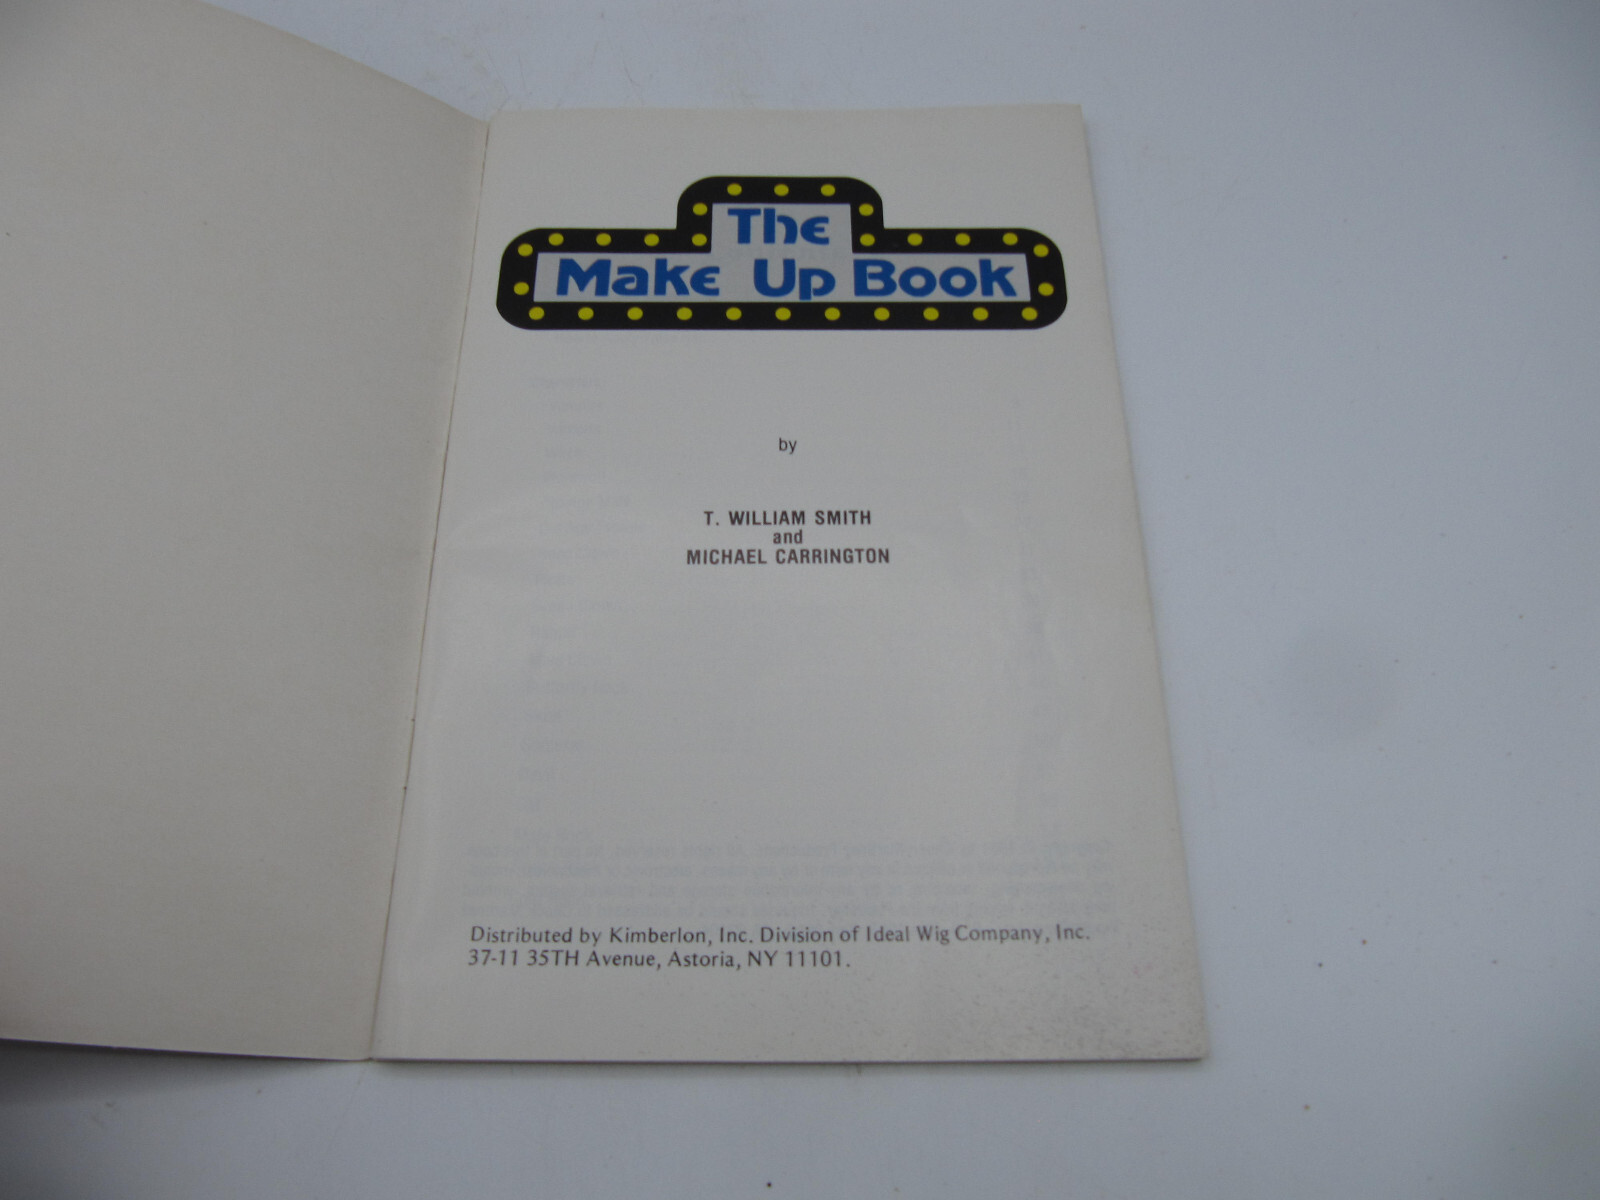 The
Make Up Book
by
T. WILLIAM SMITH
and
MICHAEL CARRINGTON
Distributed by Kimberlon, Inc. Division of Ideal Wig Company, Inc.
37-11 35TH Avenue, Astoria, NY 11101.